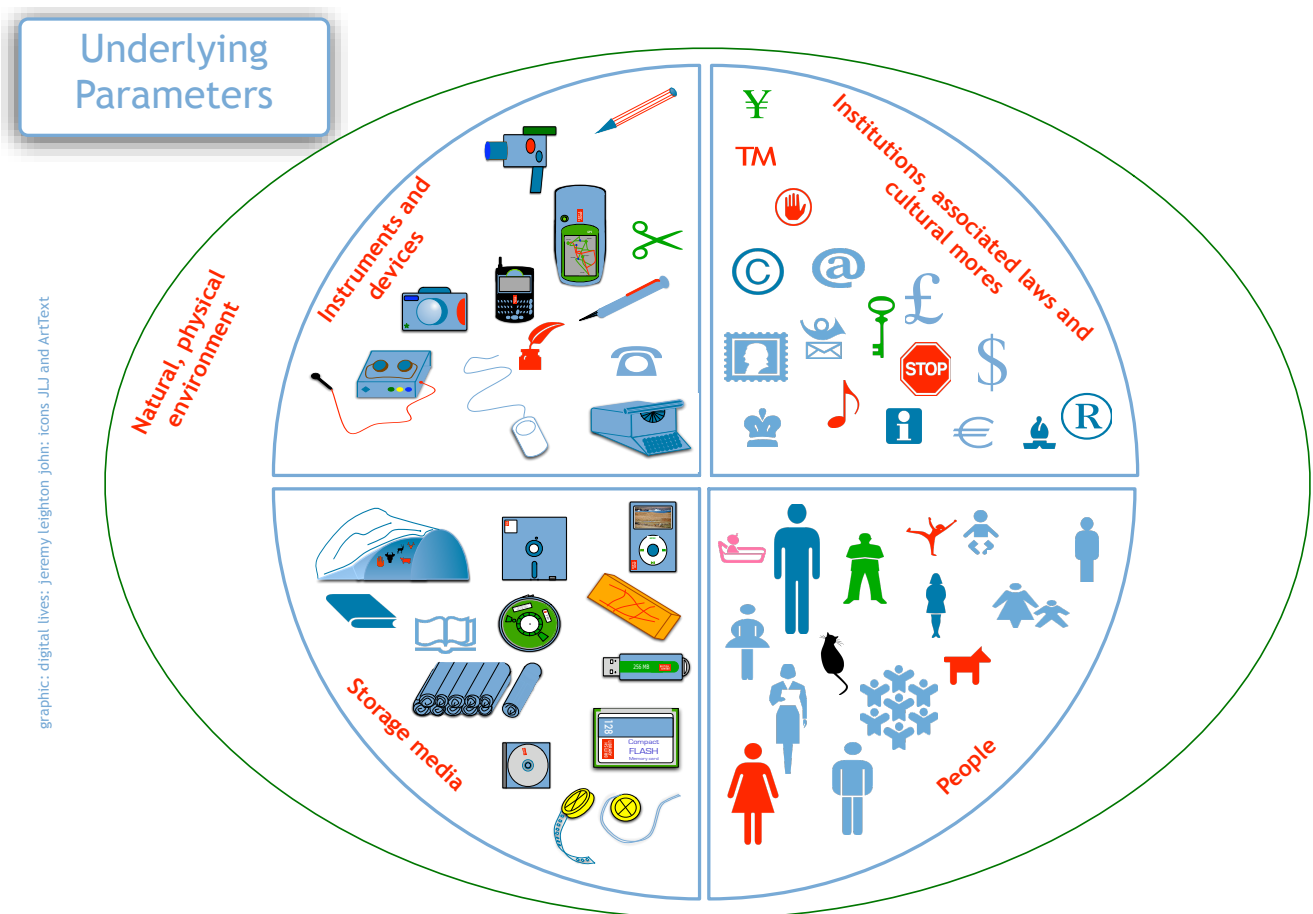 Underlying
Parameters
Natural, physical
environment
Instruments and
devices
¥
TM
Institutions, associated laws and
cultural mores
©
@
£
STOP
$
i
€
®
Storage media
256 MB
128
Compact
FLASH
Memory card
People
graphic: digital lives: jeremy leighton john: icons JLJ and ArtText